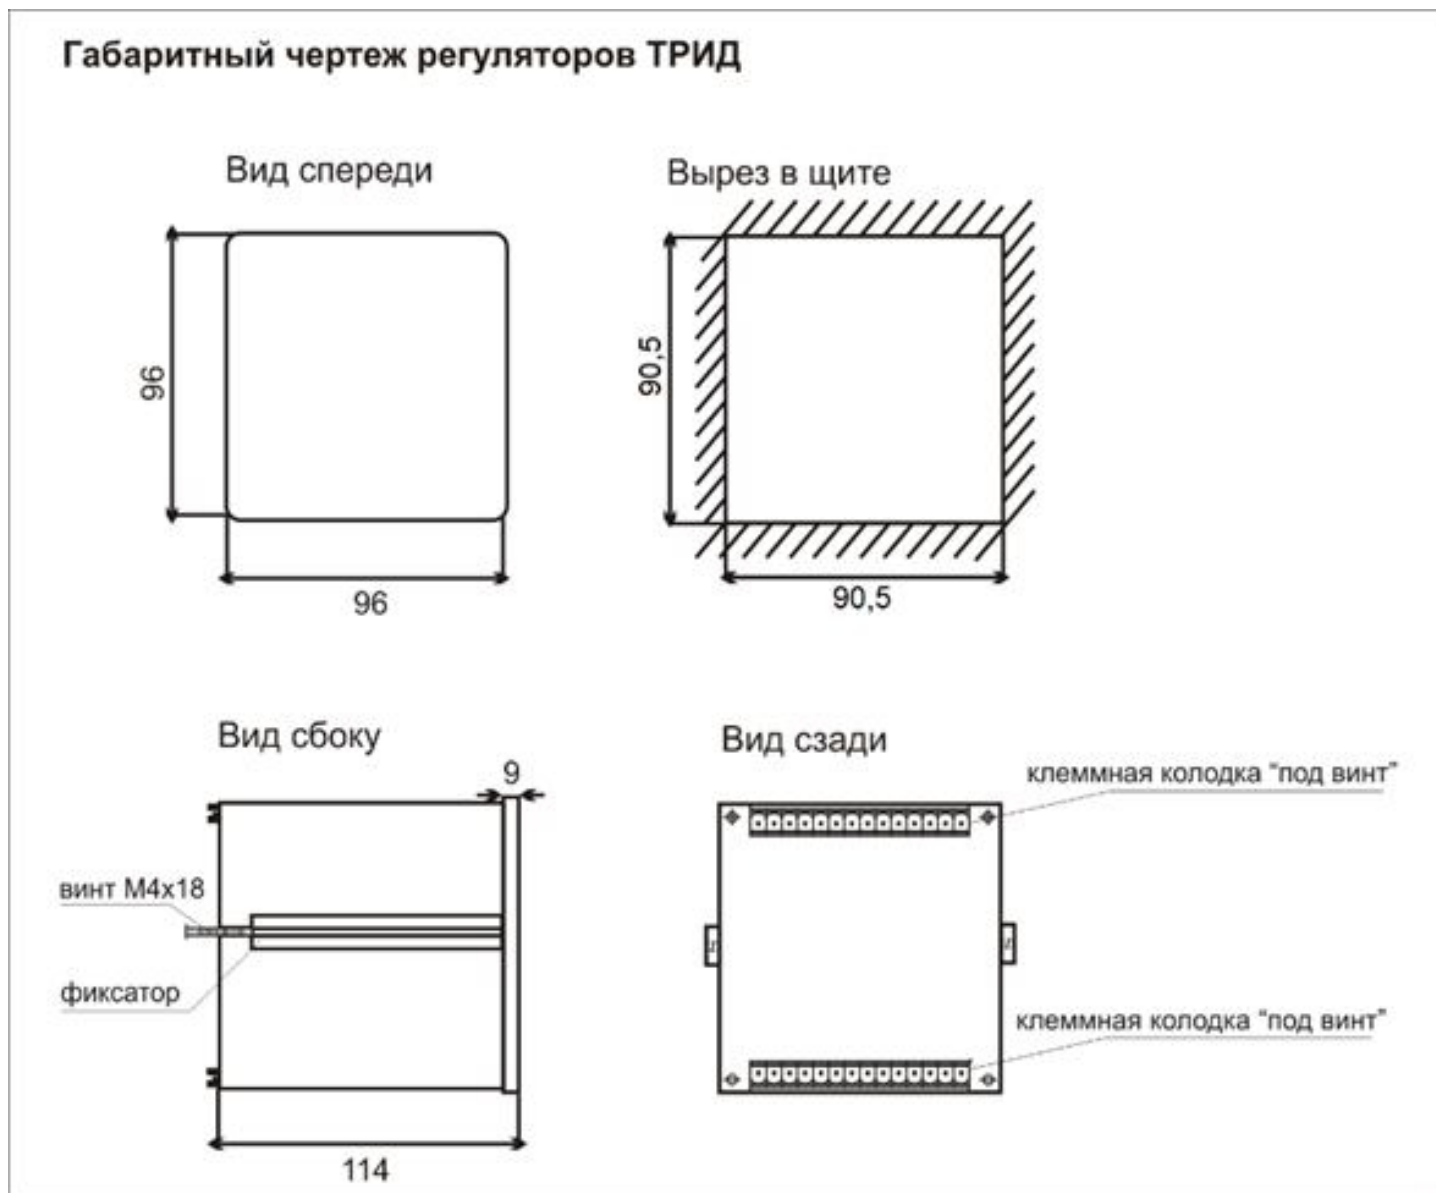 Габаритный чертеж регуляторов ТРИД
Вид спереди
Вырез в щите
96
90,5
96
90,5
Вид сбоку
Вид сзади
9
клеммная колодка “под винт”
винт М4х18
фиксатор
клеммная колодка “под винт”
114